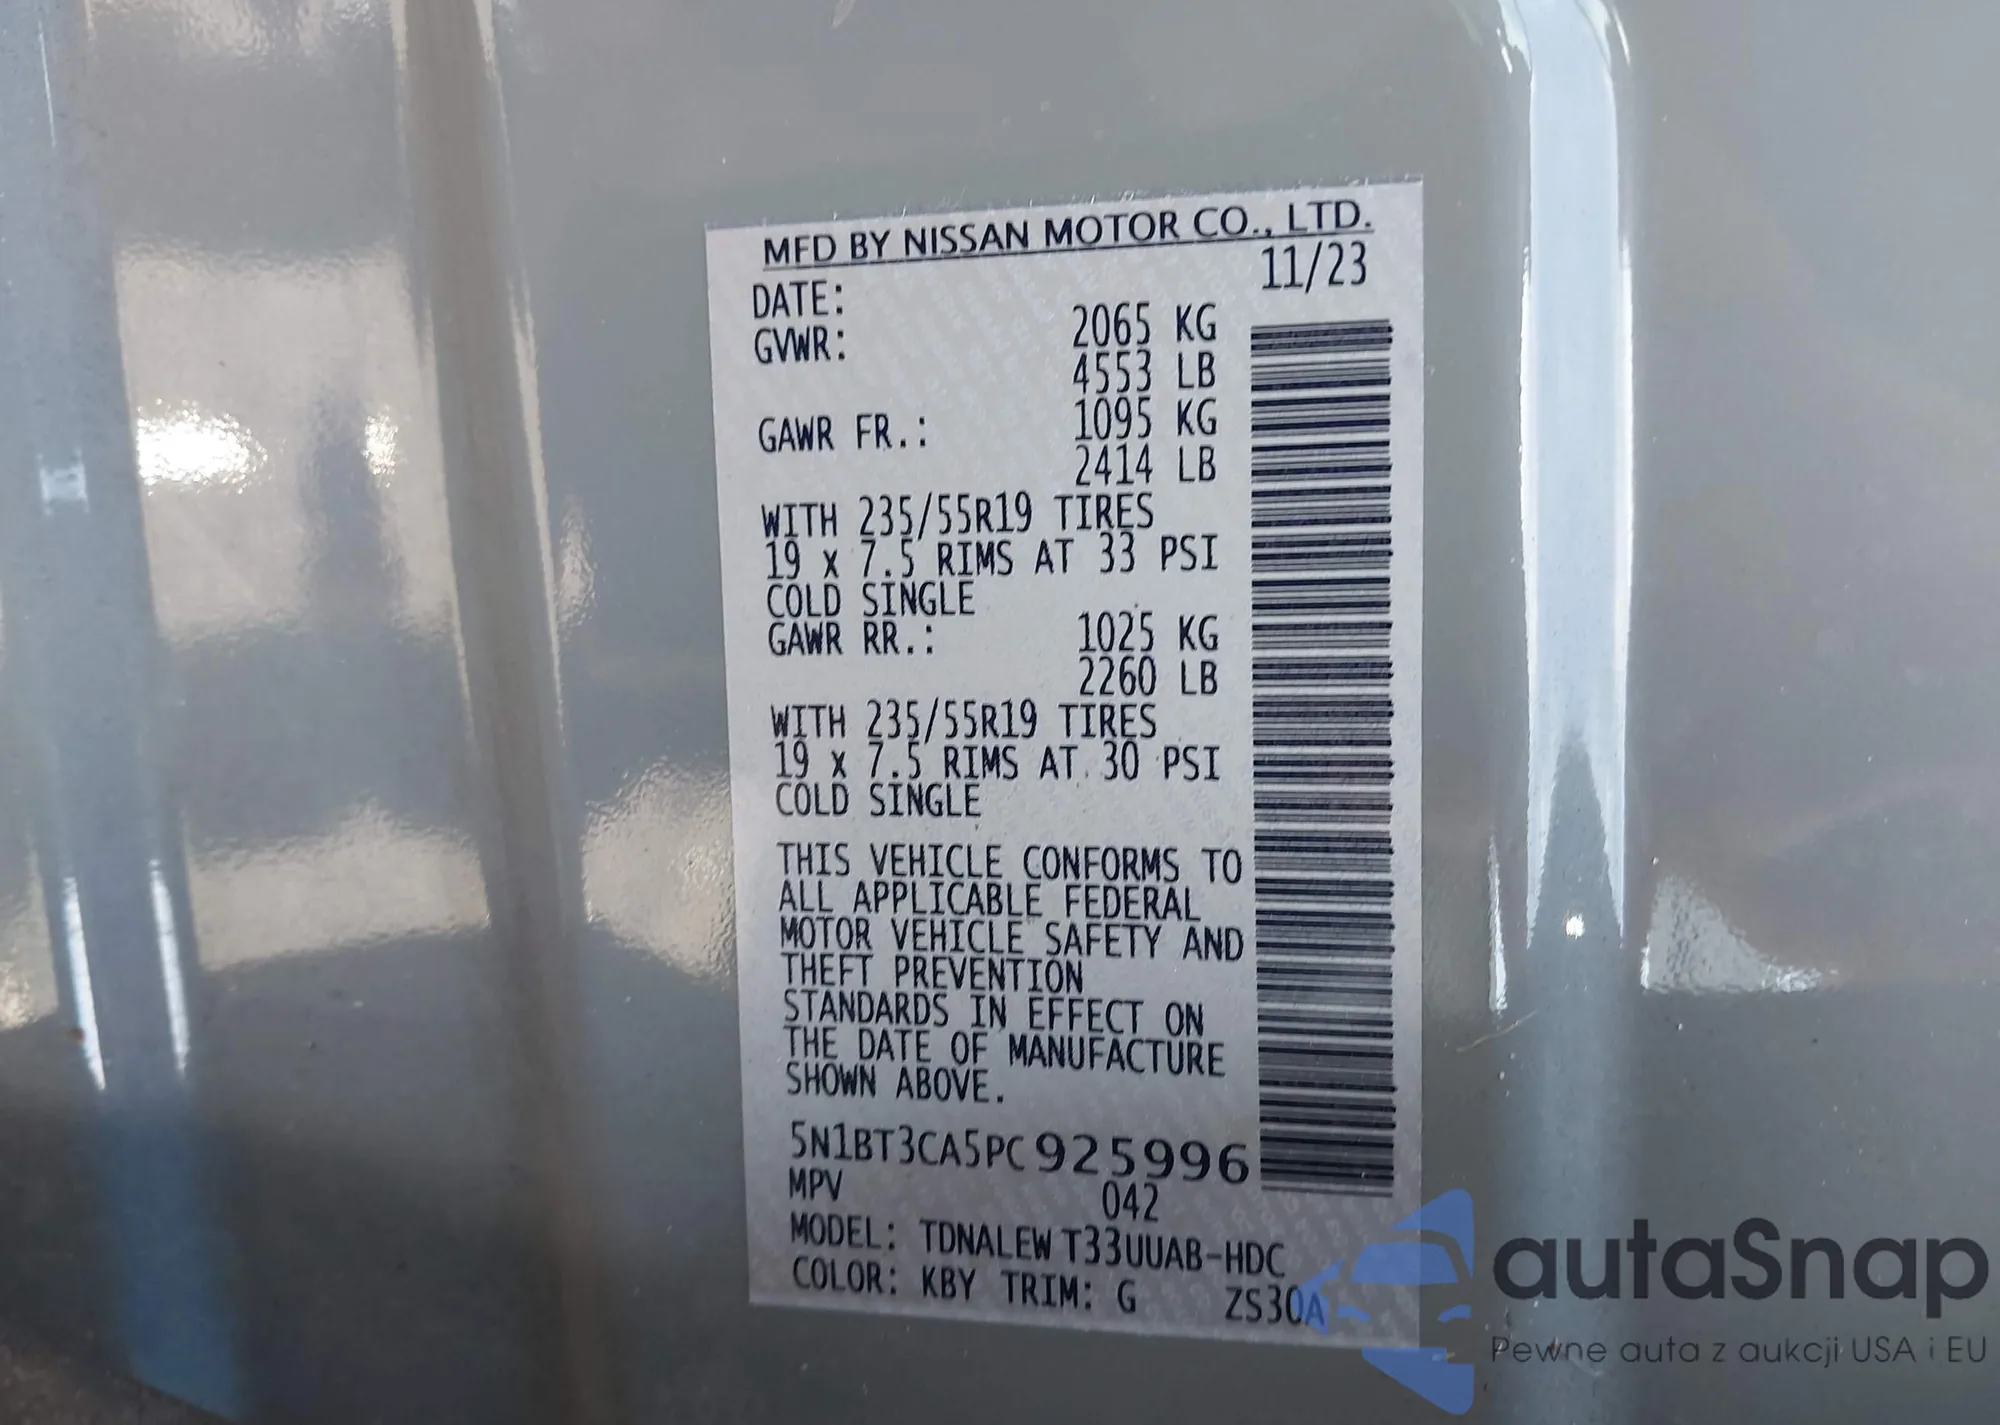 MFD BY NISSAN MOTOR CO., LTD.
DATE: 11/23
GVWR: 2065 KG
4553 LB
GAWR FR.: 1095 KG
2414 LB
WITH 235/55R19 TIRES
19 x 7.5 RIMS AT 33 PSI
COLD SINGLE
GAWR RR.: 1025 KG
2260 LB
WITH 235/55R19 TIRES
19 x 7.5 RIMS AT 30 PSI
COLD SINGLE
THIS VEHICLE CONFORMS TO
ALL APPLICABLE FEDERAL
MOTOR VEHICLE SAFETY AND
THEFT PREVENTION
STANDARDS IN EFFECT ON
THE DATE OF MANUFACTURE
SHOWN ABOVE.
5N1BT3CA5PC925996
MPV 042
MODEL: TDNALEW T33UUAB-HDC
COLOR: KBY TRIM: G ZS30A
autaSnap
Pewne auta z aukcji USA i EU